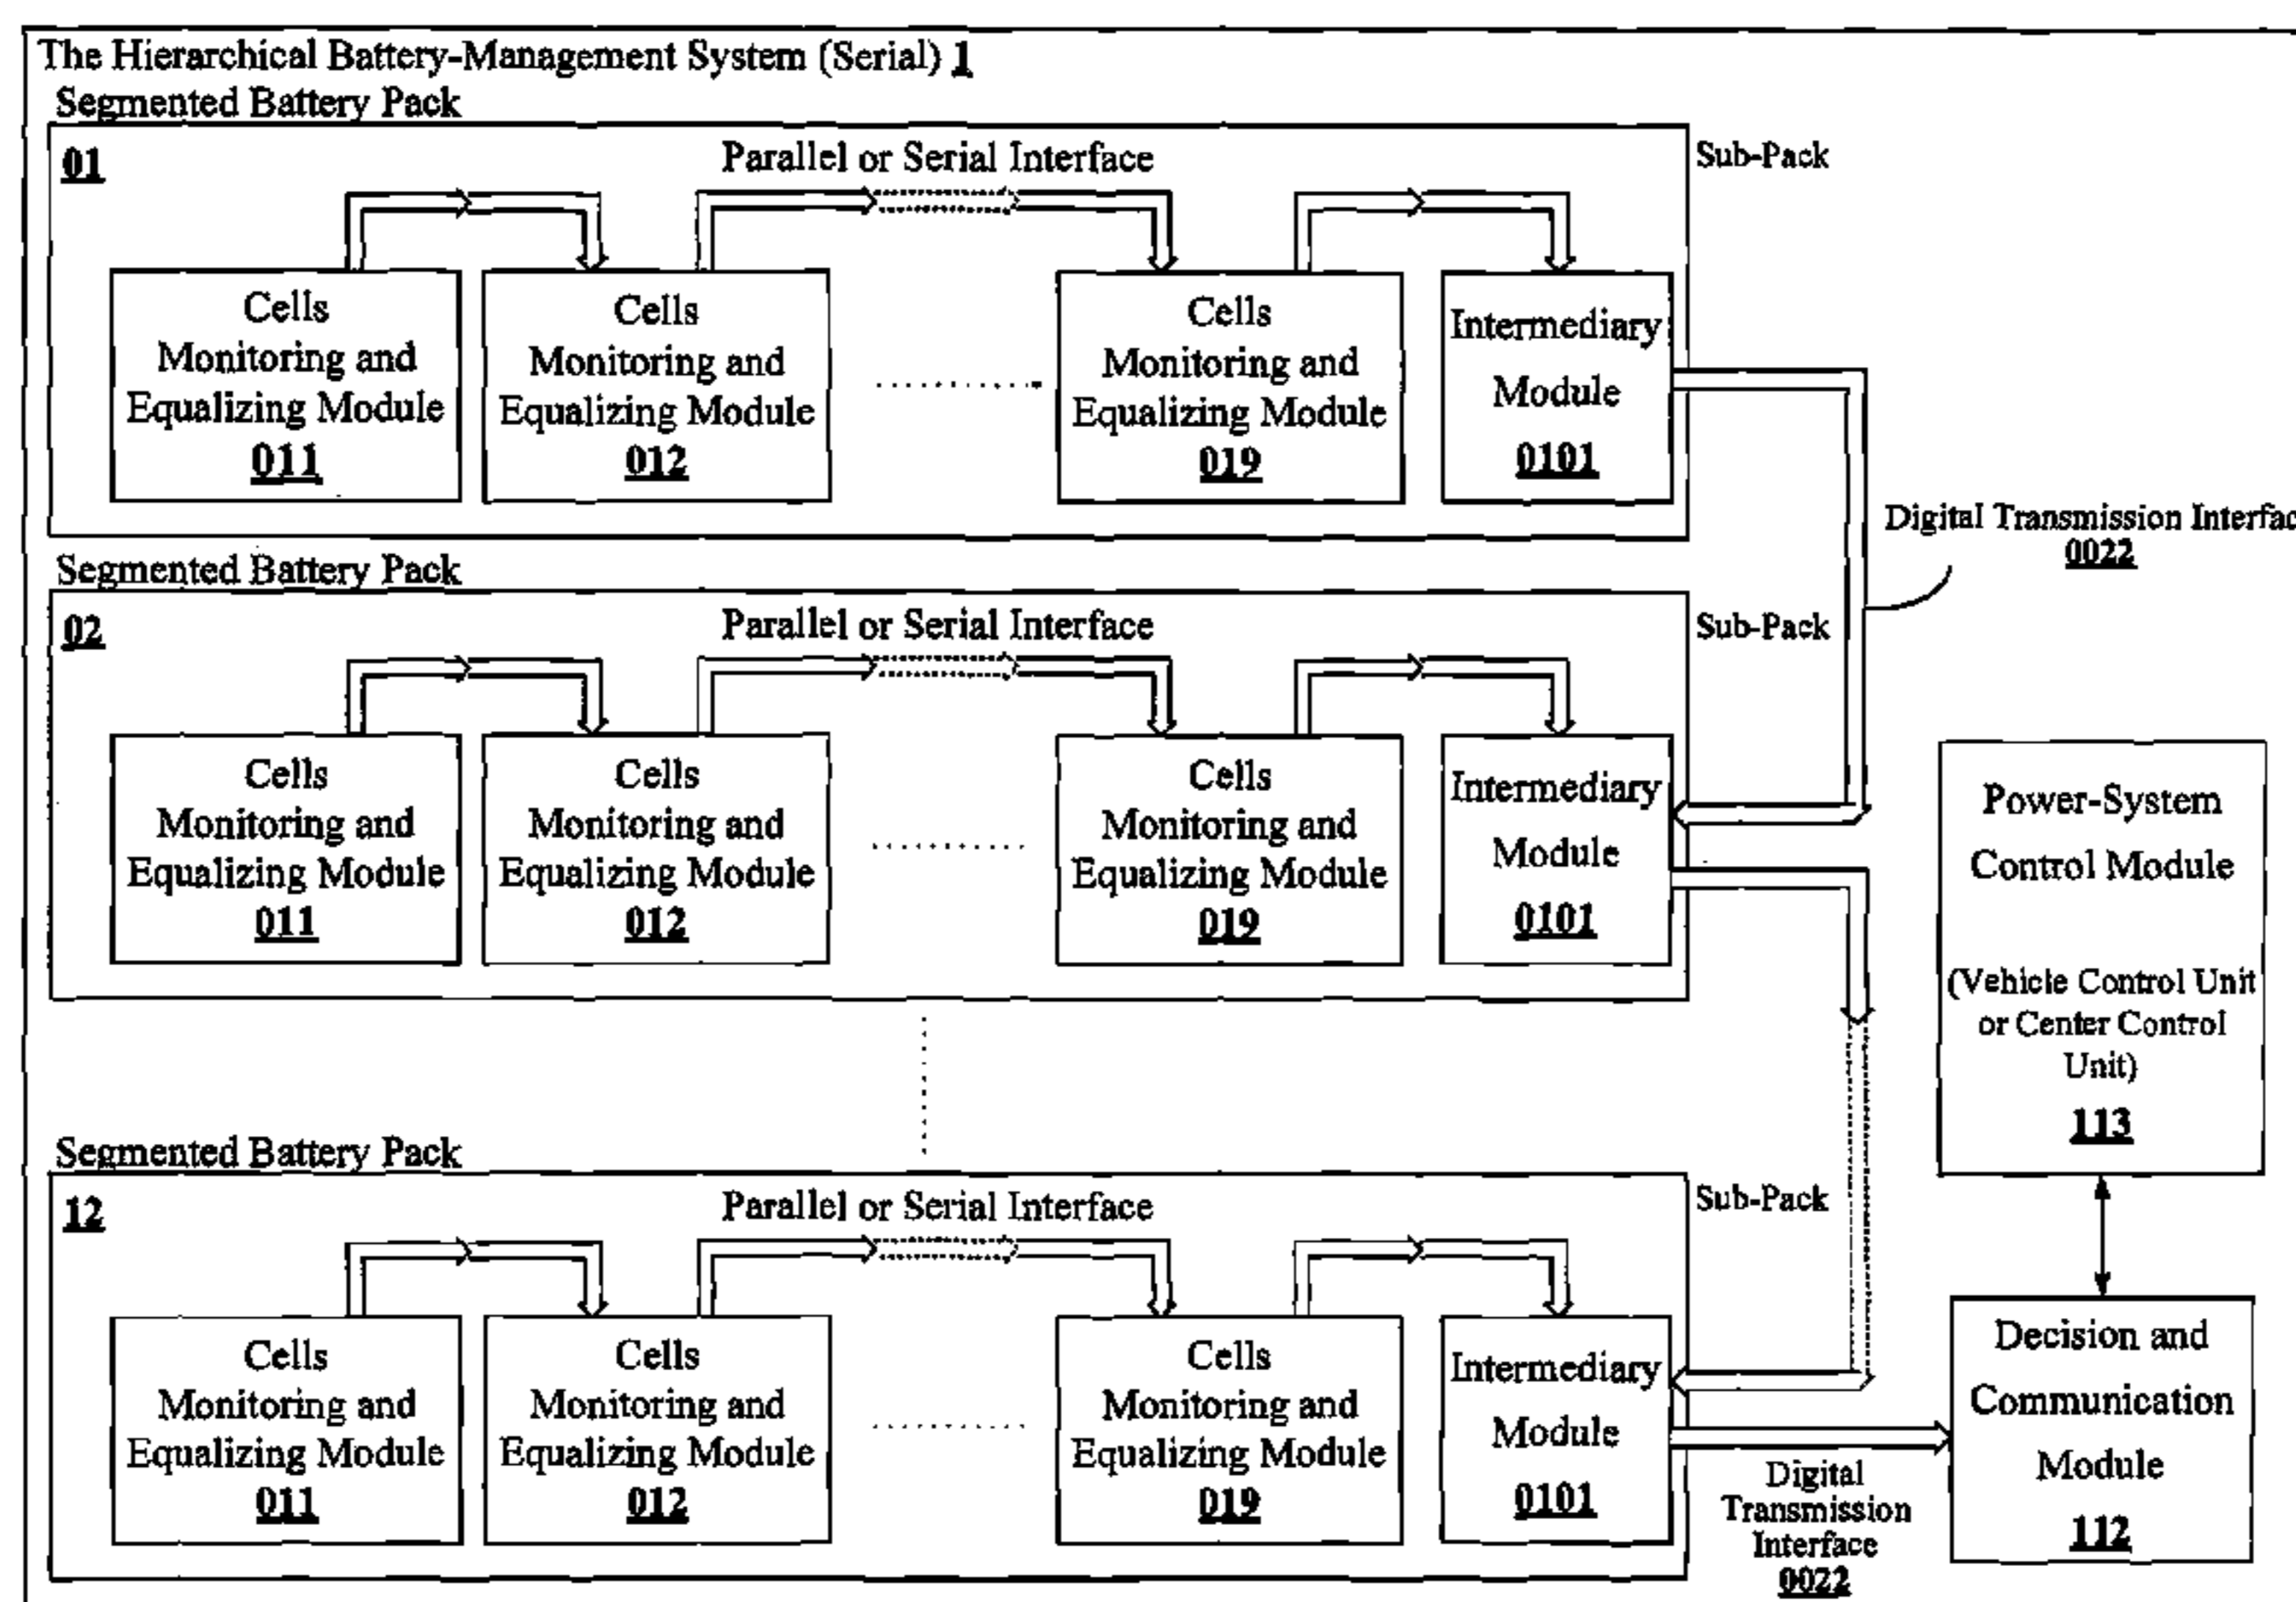 The Hierarchical Battery-Management System (Serial) 1
Segmented Battery Pack
01
Parallel or Serial Interface
Sub-Pack
Cells
Monitoring and
Equalizing Module
011
Cells
Monitoring and
Equalizing Module
012
Cells
Monitoring and
Equalizing Module
019
Intermediary
Module
0101
Digital Transmission Interfac
0022
Segmented Battery Pack
02
Parallel or Serial Interface
Sub-Pack
Cells
Monitoring and
Equalizing Module
011
Cells
Monitoring and
Equalizing Module
012
Cells
Monitoring and
Equalizing Module
019
Intermediary
Module
0101
Power-System
Control Module
(Vehicle Control Unit
or Center Control
Unit)
113
Segmented Battery Pack
12
Parallel or Serial Interface
Sub-Pack
Cells
Monitoring and
Equalizing Module
011
Cells
Monitoring and
Equalizing Module
012
Cells
Monitoring and
Equalizing Module
019
Intermediary
Module
0101
Digital
Transmission
Interface
0022
Decision and
Communication
Module
112